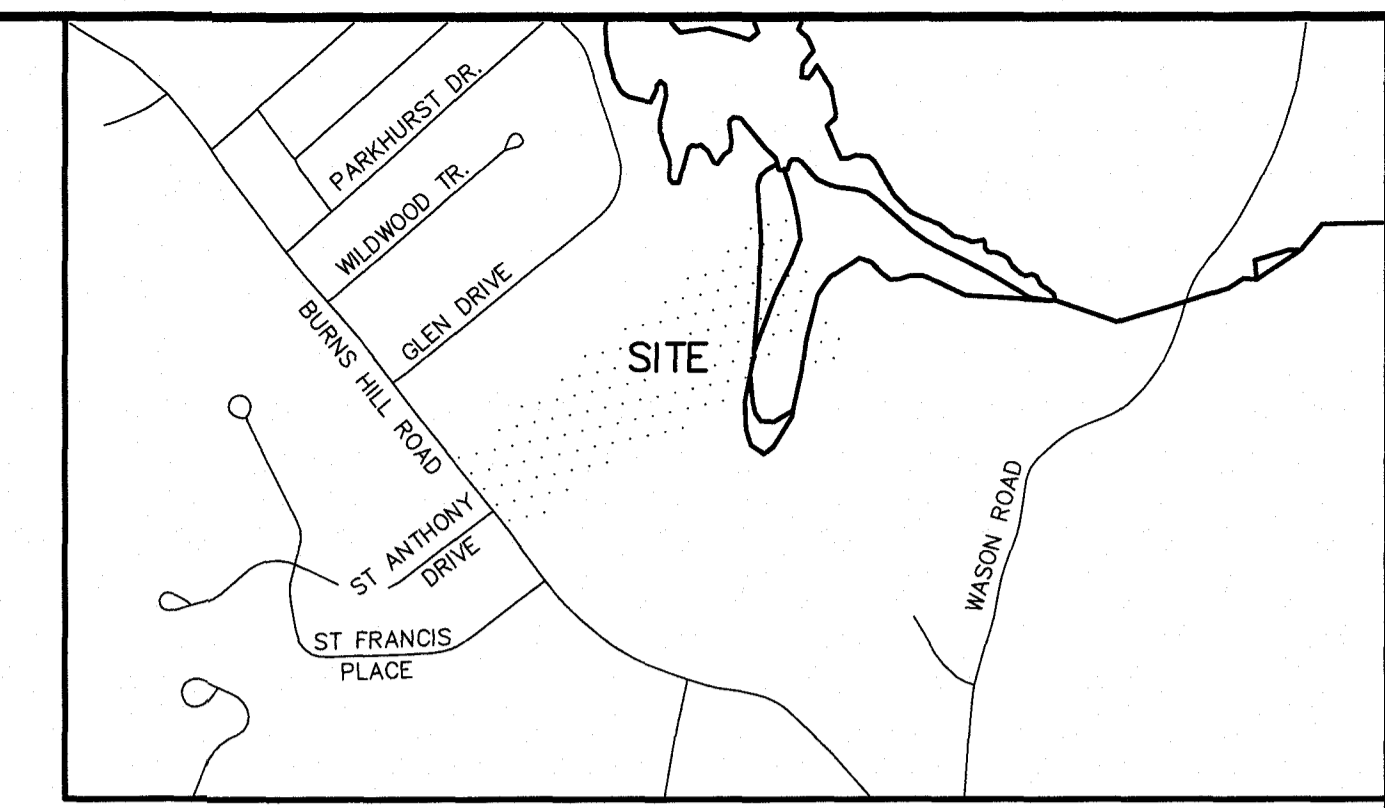 PARKHURST DR.
WILDWOOD TR.
GLEN DRIVE
BURNS HILL ROAD
SITE
ST ANTHONY
DRIVE
ST FRANCIS
PLACE
WASON ROAD